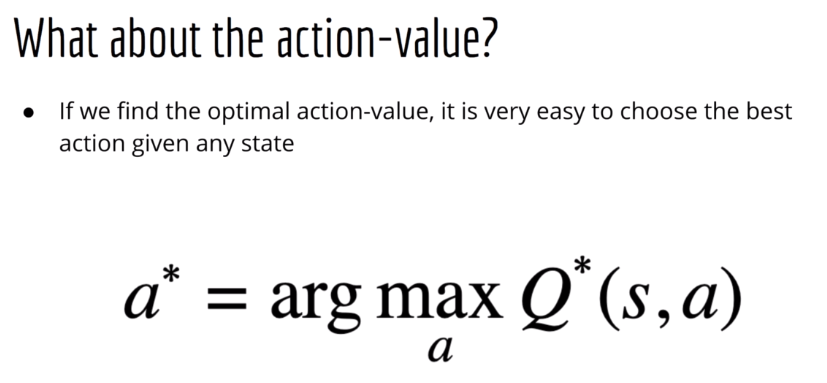 What about the action-value?
● If we find the optimal action-value, it is very easy to choose the best
action given any state
a* = arg max Q*(s, a)
a